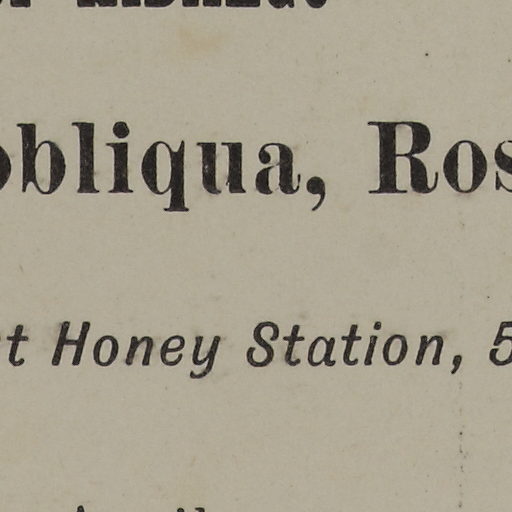 obliqua, Ros
t Honey Station, 5